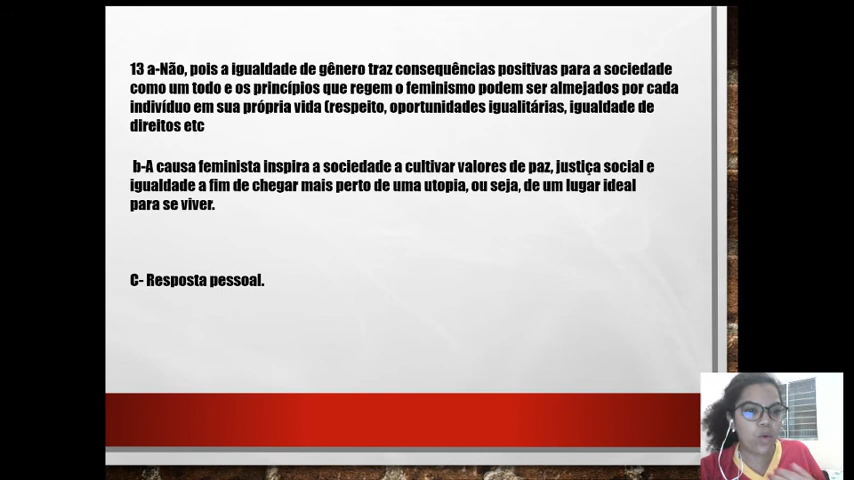 13 a-Não, pois a igualdade de gênero traz consequências positivas para a sociedade
como um todo e os princípios que regem o feminismo podem ser almejados por cada
indivíduo em sua própria vida (respeito, oportunidades igualitárias, igualdade de
direitos etc
b-A causa feminista inspira a sociedade a cultivar valores de paz, justiça social e
igualdade a fim de chegar mais perto de uma utopia, ou seja, de um lugar ideal
para se viver.
C- Resposta pessoal.